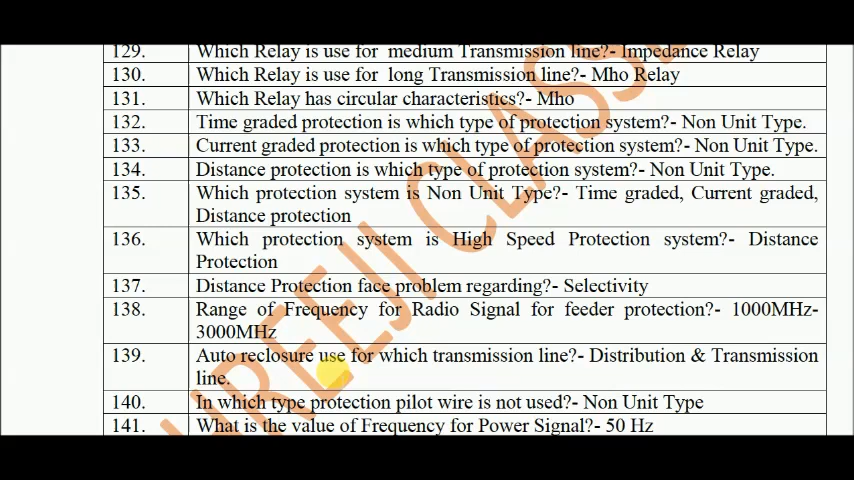 129. Which Relay is use for medium Transmission line?- Impedance Relay
130. Which Relay is use for long Transmission line?- Mho Relay
131. Which Relay has circular characteristics?- Mho
132. Time graded protection is which type of protection system?- Non Unit Type.
133. Current graded protection is which type of protection system?- Non Unit Type.
134. Distance protection is which type of protection system?- Non Unit Type.
135. Which protection system is Non Unit Type?- Time graded, Current graded,
Distance protection
136. Which protection system is High Speed Protection system?- Distance
Protection
137. Distance Protection face problem regarding?- Selectivity
138. Range of Frequency for Radio Signal for feeder protection?- 1000MHz-
3000MHz
139. Auto reclosure use for which transmission line?- Distribution & Transmission
line.
140. In which type protection pilot wire is not used?- Non Unit Type
141. What is the value of Frequency for Power Signal?- 50 Hz